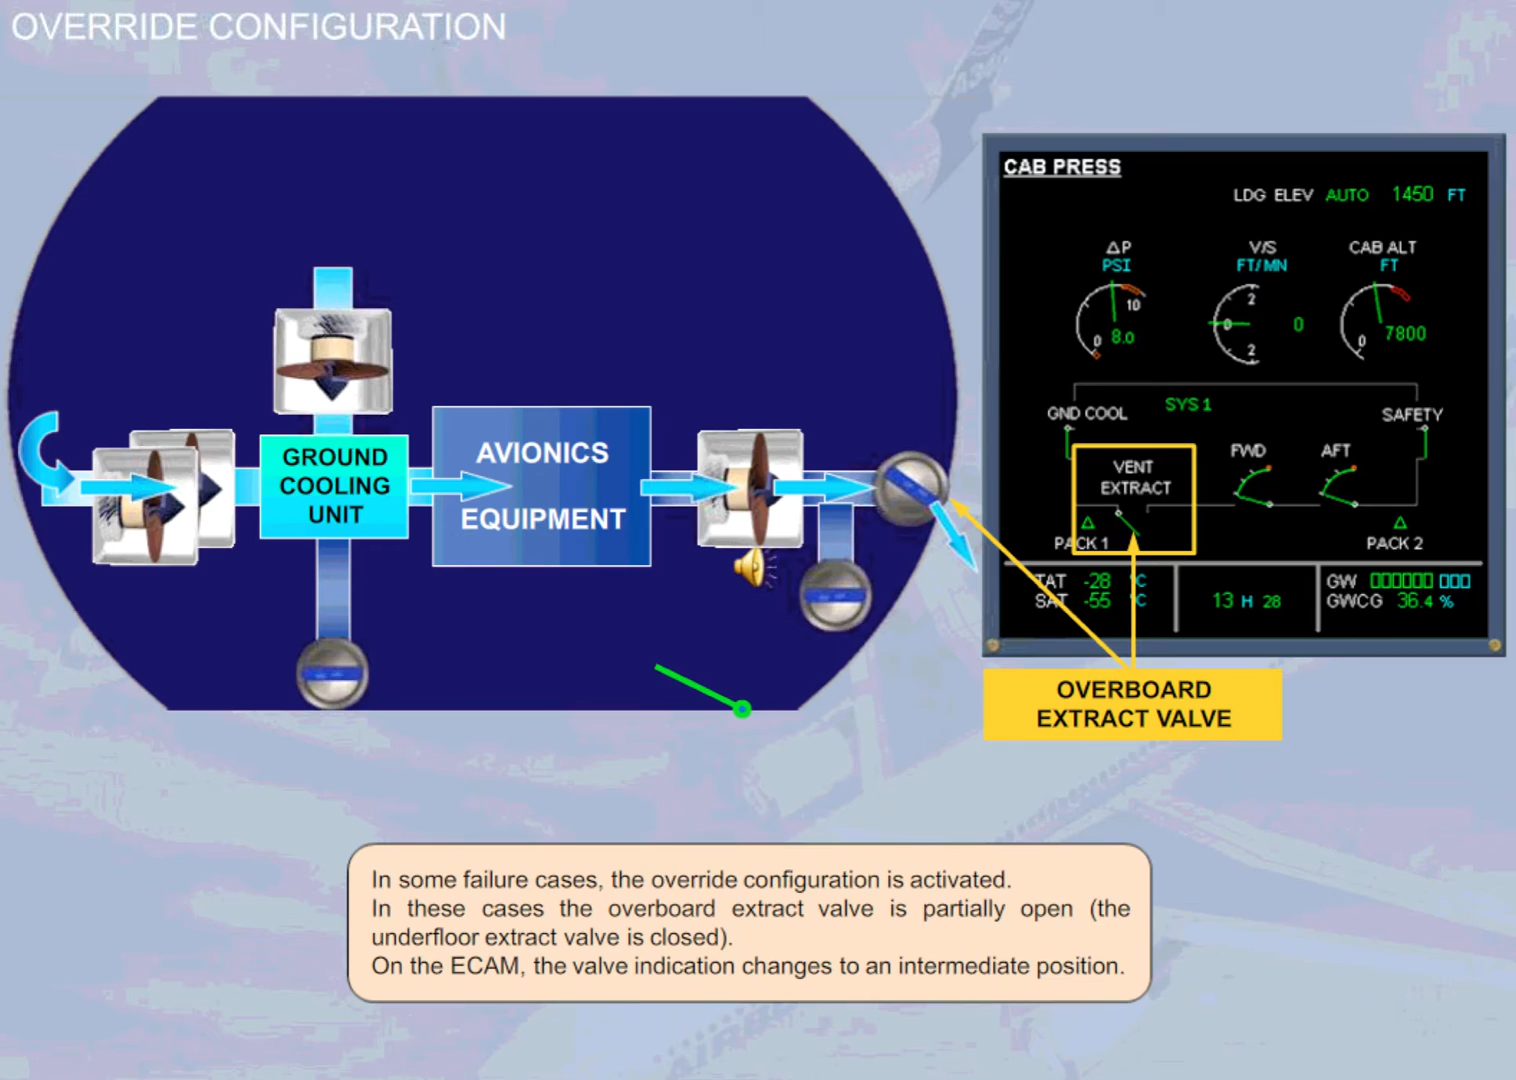 OVERRIDE CONFIGURATION
GROUND
COOLING
UNIT
AVIONICS
EQUIPMENT
CAB PRESS
LDG ELEV AUTO 1450 FT
ΔP
PSI
10
0
8.0
V/S
FT/MN
2
0
0
2
CAB ALT
FT
0
7800
SYS 1
GND COOL
SAFETY
VENT
EXTRACT
FWD
AFT
PACK 1
PACK 2
TAT -28 °C
SAT -55 °C
13 H 28
GW
GWCG 36.4 %
OVERBOARD
EXTRACT VALVE
In some failure cases, the override configuration is activated.
In these cases the overboard extract valve is partially open (the
underfloor extract valve is closed).
On the ECAM, the valve indication changes to an intermediate position.